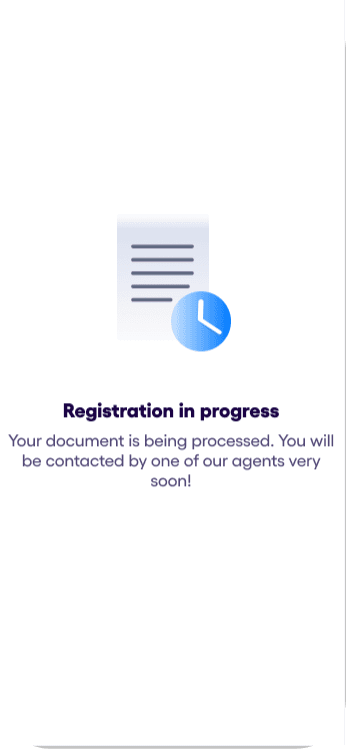 Registration in progress
Your document is being processed. You will
be contacted by one of our agents very
soon!